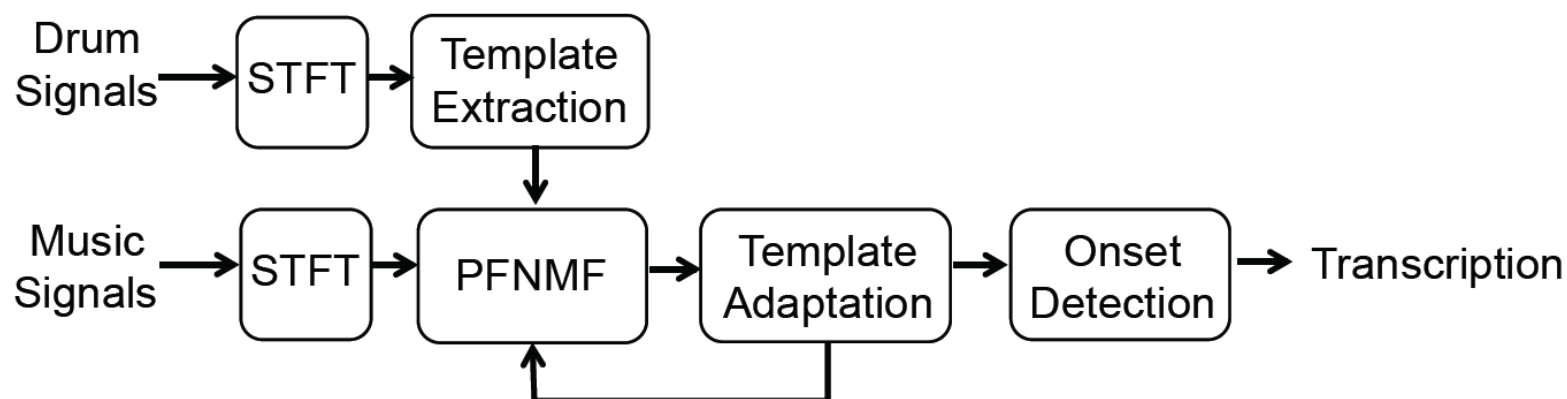 Drum
Signals
STFT
Template
Extraction
Music
Signals
STFT
PFNMF
Template
Adaptation
Onset
Detection
Transcription